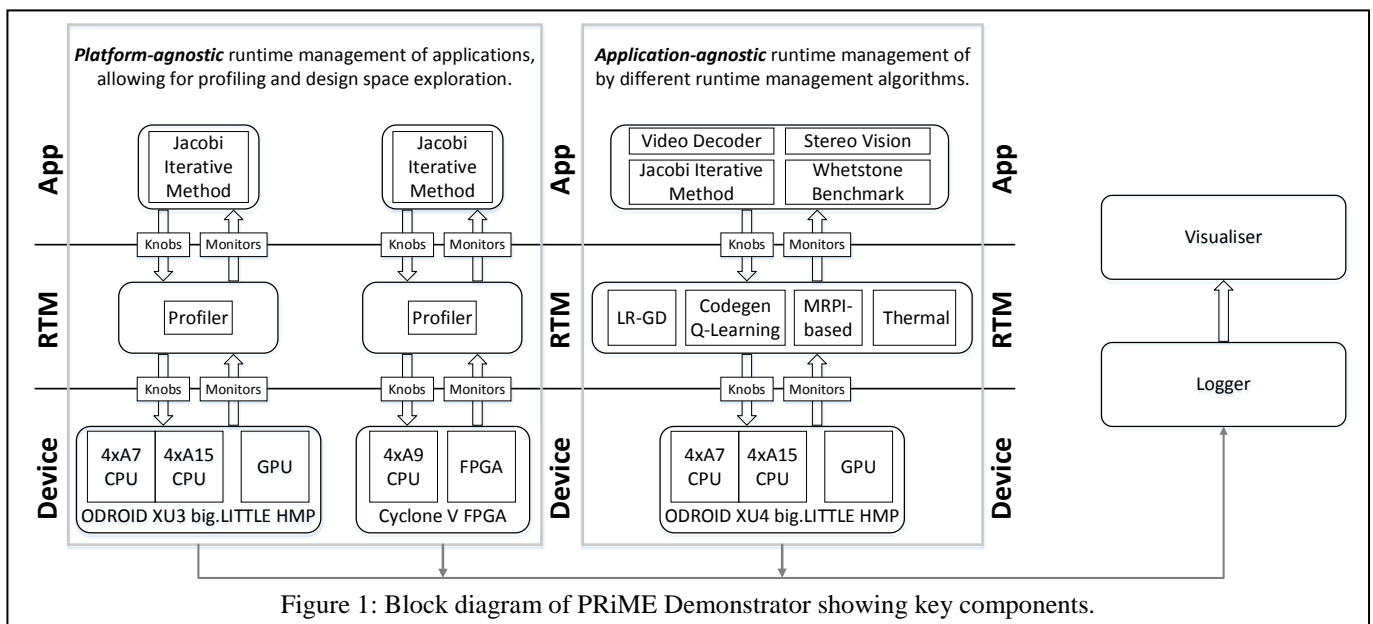 Platform-agnostic runtime management of applications,
allowing for profiling and design space exploration.
Application-agnostic runtime management of
by different runtime management algorithms.
App
Jacobi
Iterative
Method
Jacobi
Iterative
Method
App
Video Decoder
Stereo Vision
Jacobi Iterative
Method
Whetstone
Benchmark
App
Knobs
Monitors
Knobs
Monitors
Knobs
Monitors
RTM
Profiler
Profiler
RTM
LR-GD
Codegen
Q-Learning
MRPI-
based
Thermal
RTM
Knobs
Monitors
Knobs
Monitors
Knobs
Monitors
Device
4xA7
CPU
4xA15
CPU
GPU
ODROID XU3 big.LITTLE HMP
4xA9
CPU
FPGA
Cyclone V FPGA
Device
4xA7
CPU
4xA15
CPU
GPU
ODROID XU4 big.LITTLE HMP
Device
Visualiser
Logger
Figure 1: Block diagram of PRiME Demonstrator showing key components.